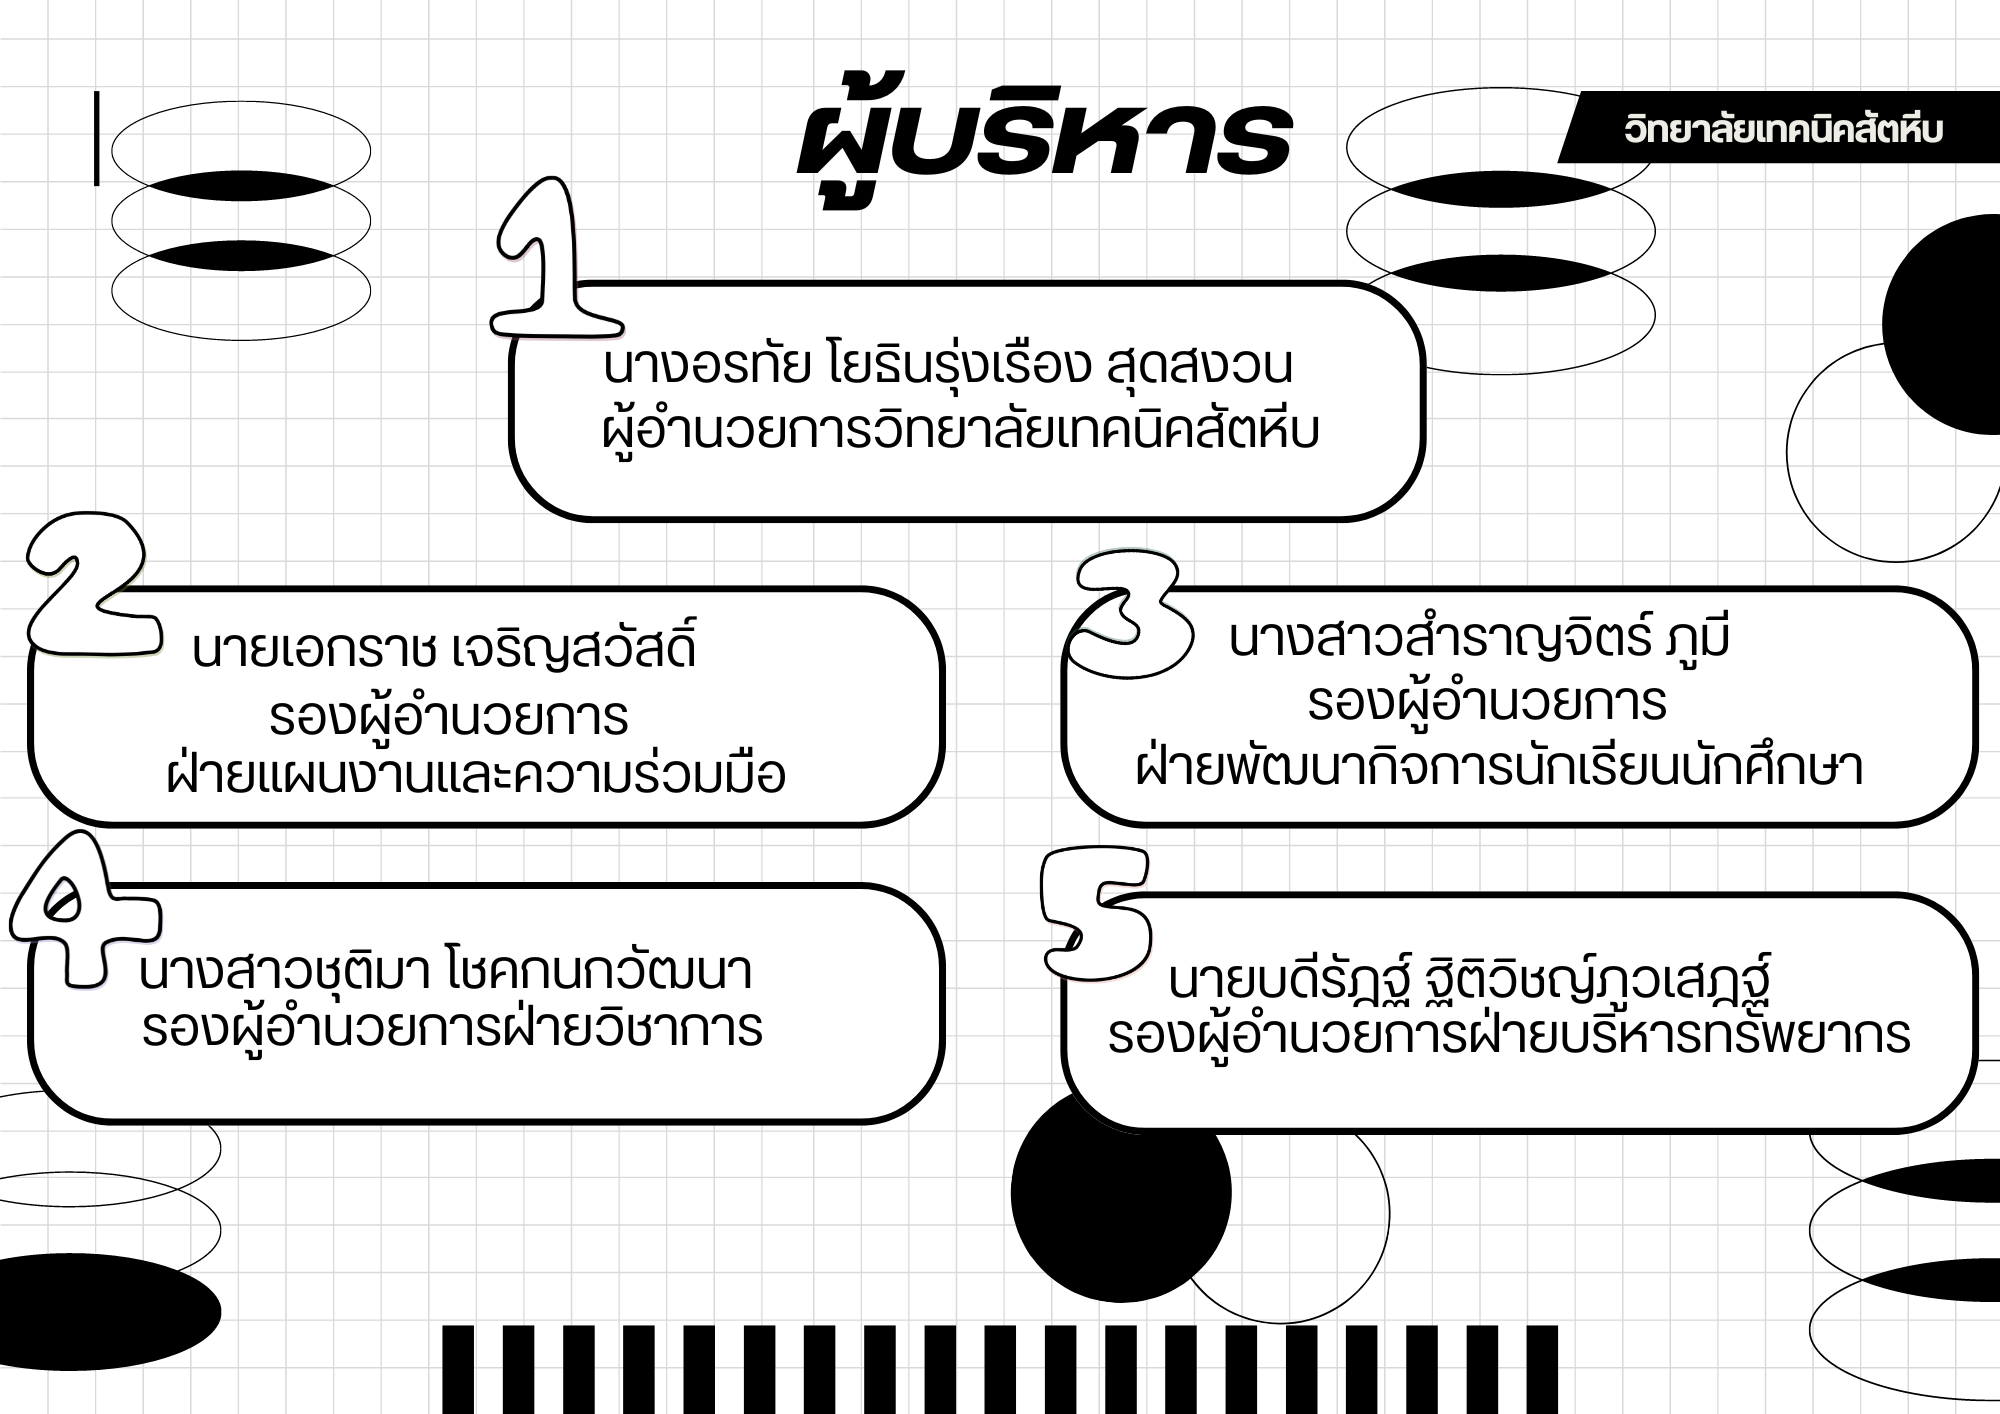 ผู้บริหาร
วิทยาลัยเทคนิคสัตหีบ
1
นางอรทัย โยธินรุ่งเรือง สุดสงวน
ผู้อำนวยการวิทยาลัยเทคนิคสัตหีบ
2
นายเอกราช เจริญสวัสดิ์
รองผู้อำนวยการ
ฝ่ายแผนงานและความร่วมมือ
3
นางสาวสำราญจิตร์ ภูมี
รองผู้อำนวยการ
ฝ่ายพัฒนากิจการนักเรียนนักศึกษา
4
นางสาวชุติมา โชคกนกวัฒนา
รองผู้อำนวยการฝ่ายวิชาการ
5
นายบดีรัฎฐ์ ฐิติวิชญ์ภูวเสฎฐ์
รองผู้อำนวยการฝ่ายบริหารทรัพยากร